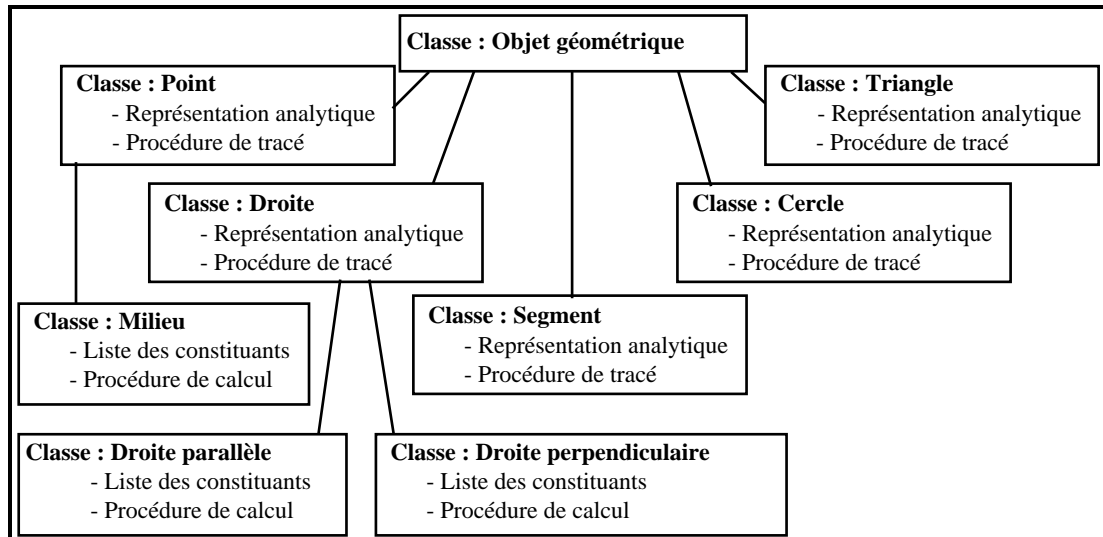 Classe : Objet géométrique
Classe : Point
- Représentation analytique
- Procédure de tracé
Classe : Triangle
- Représentation analytique
- Procédure de tracé
Classe : Droite
- Représentation analytique
- Procédure de tracé
Classe : Cercle
- Représentation analytique
- Procédure de tracé
Classe : Milieu
- Liste des constituants
- Procédure de calcul
Classe : Segment
- Représentation analytique
- Procédure de tracé
Classe : Droite parallèle
- Liste des constituants
- Procédure de calcul
Classe : Droite perpendiculaire
- Liste des constituants
- Procédure de calcul